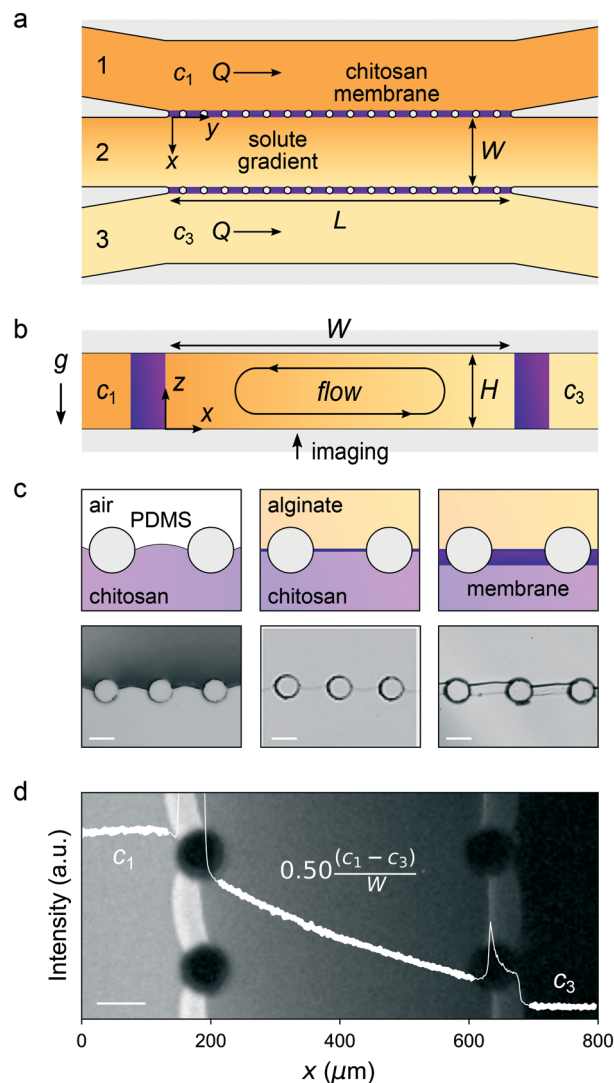 a
1
c₁ Q
chitosan
membrane
y
x
2
solute
gradient
W
L
3
c₃ Q
b
W
g
c₁
z
x
flow
H
c₃
imaging
c
air
PDMS
chitosan
alginate
chitosan
membrane
d
Intensity (a.u.)
c₁
0.50 (c₁ − c₃)
W
c₃
0 200 400 600 800
x (μm)